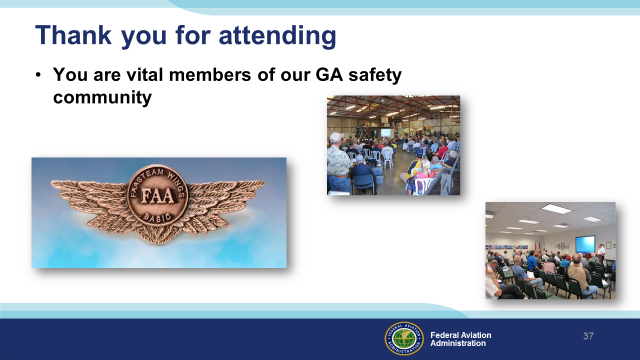 Thank you for attending
• You are vital members of our GA safety
community
FAASTEAM WINGS
FAA
BASIC
Federal Aviation
Administration
37